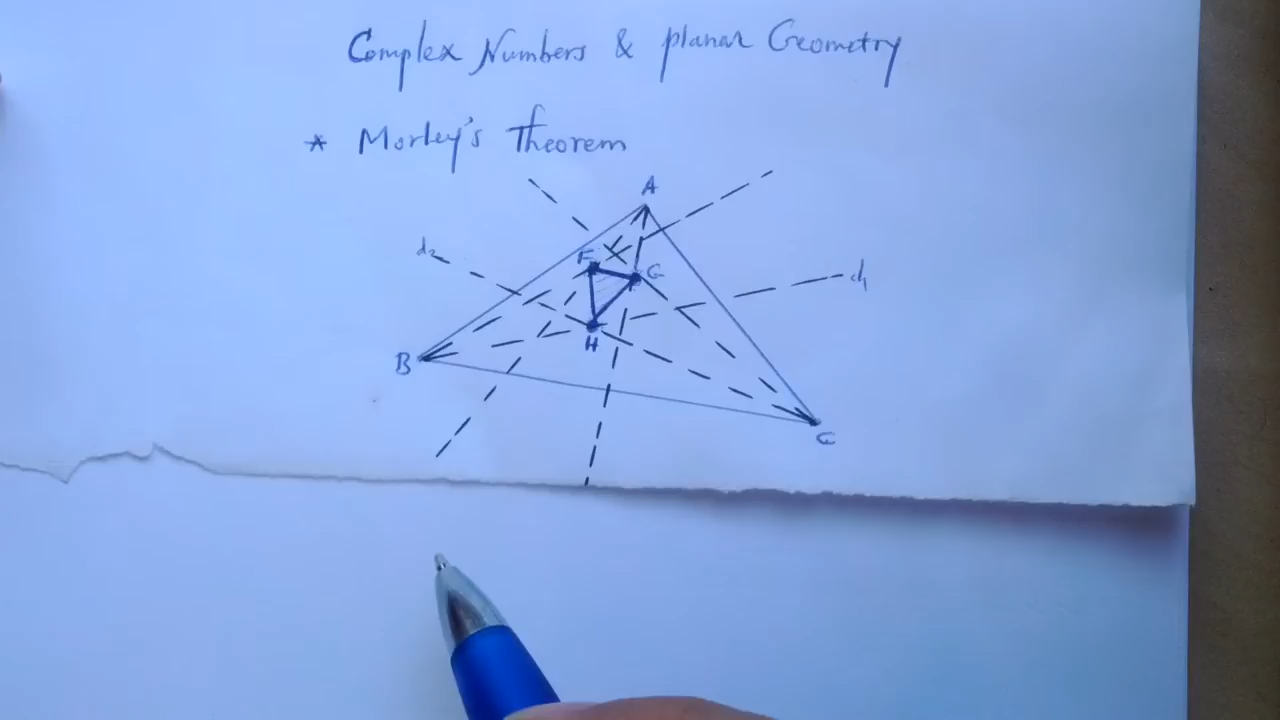 Complex Numbers & planar Geometry
* Morley's Theorem
A
d2
F
G
d1
H
B
C